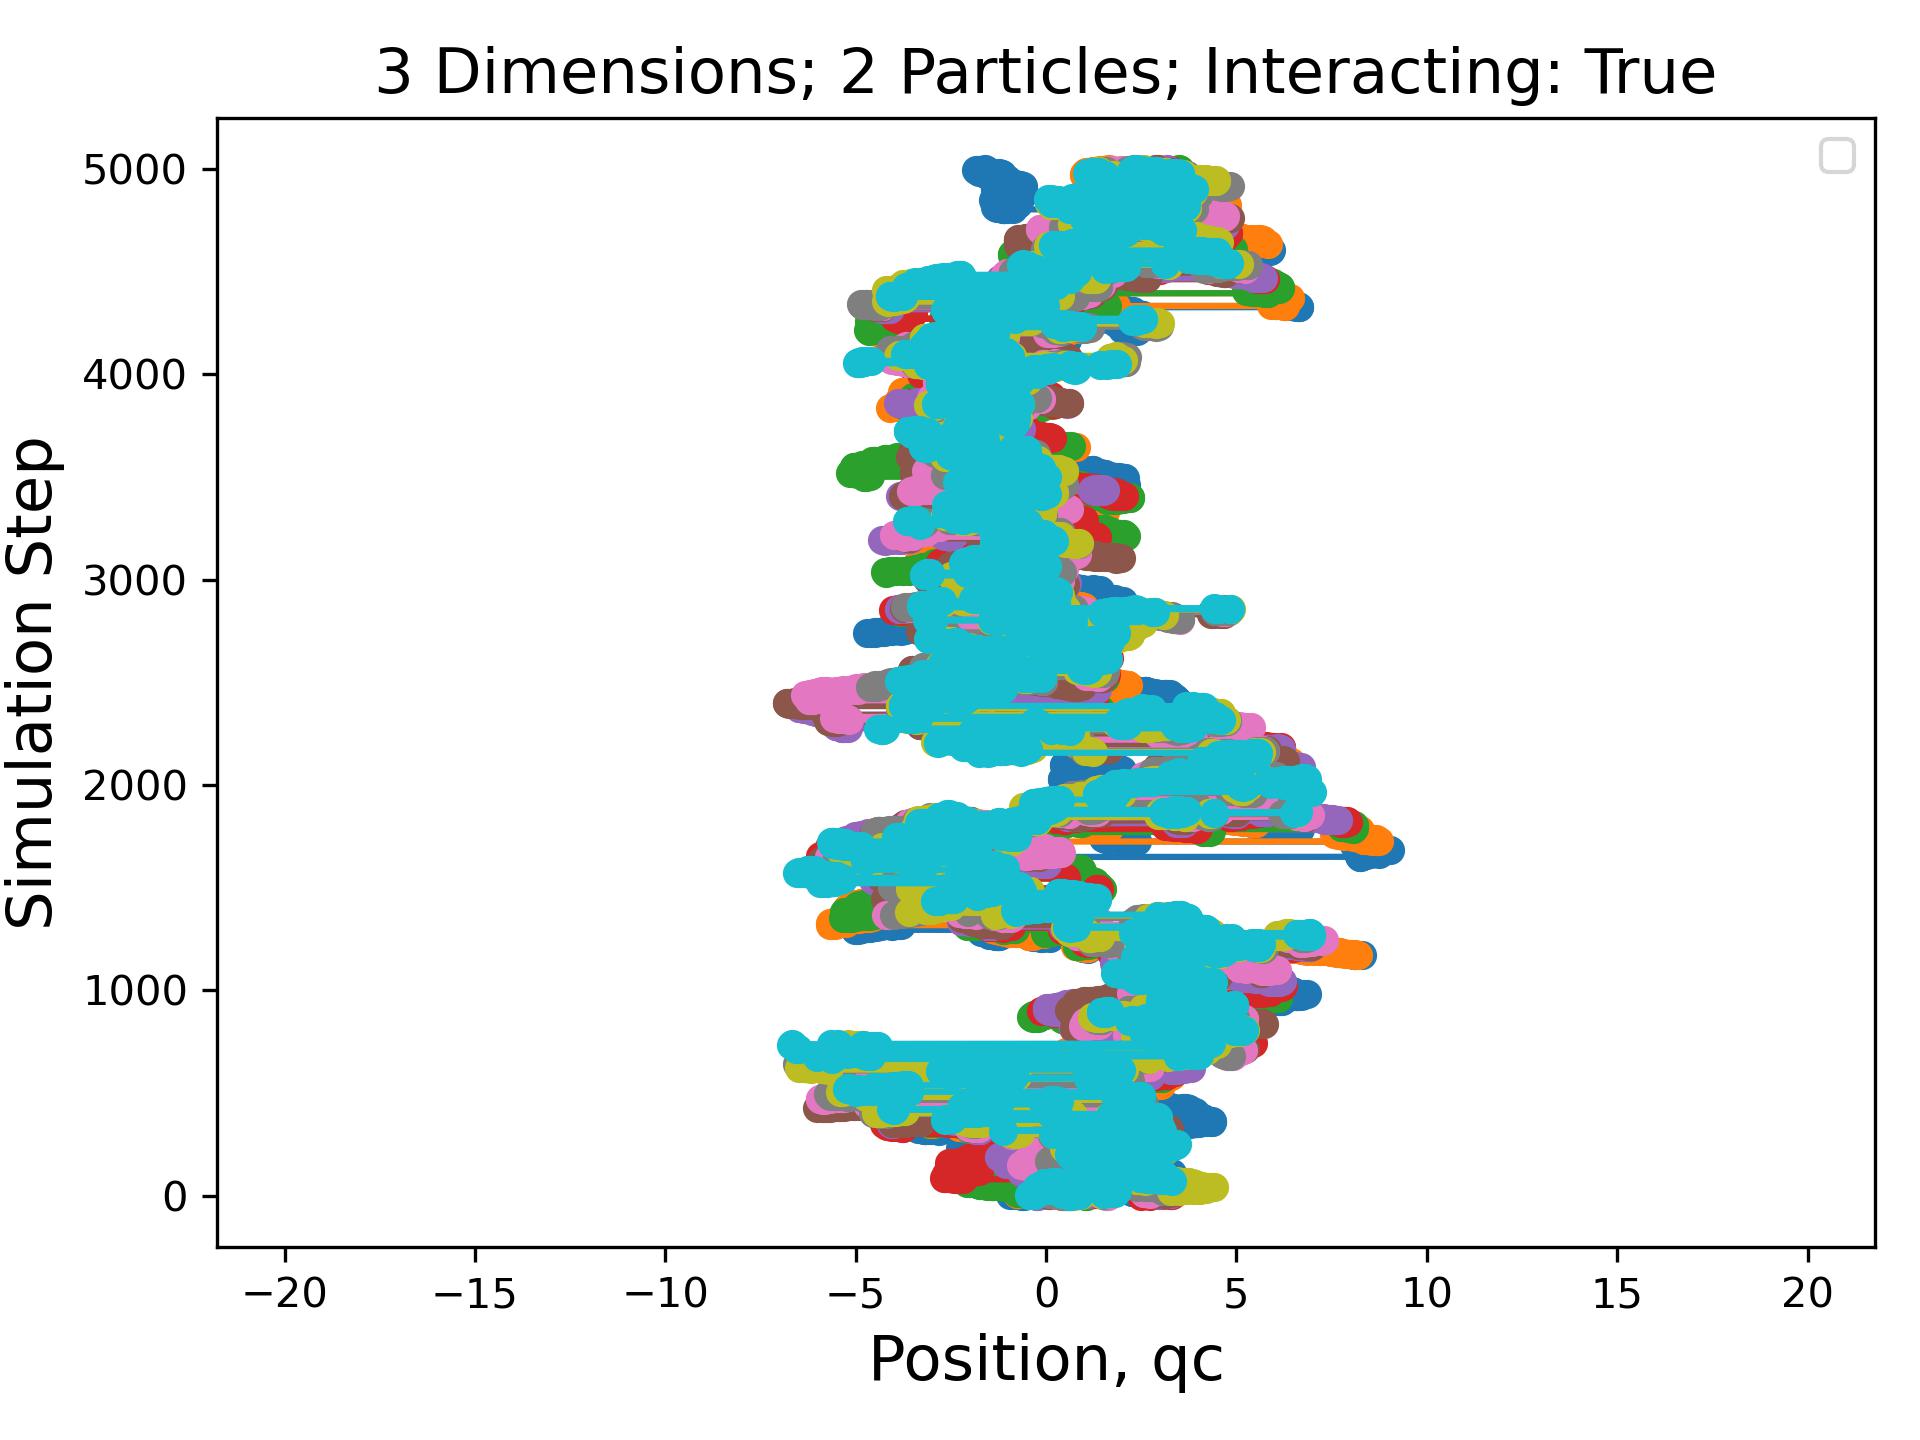 3 Dimensions; 2 Particles; Interacting: True
5000
4000
3000
2000
1000
0
Simulation Step
−20 −15 −10 −5 0 5 10 15 20
Position, qc